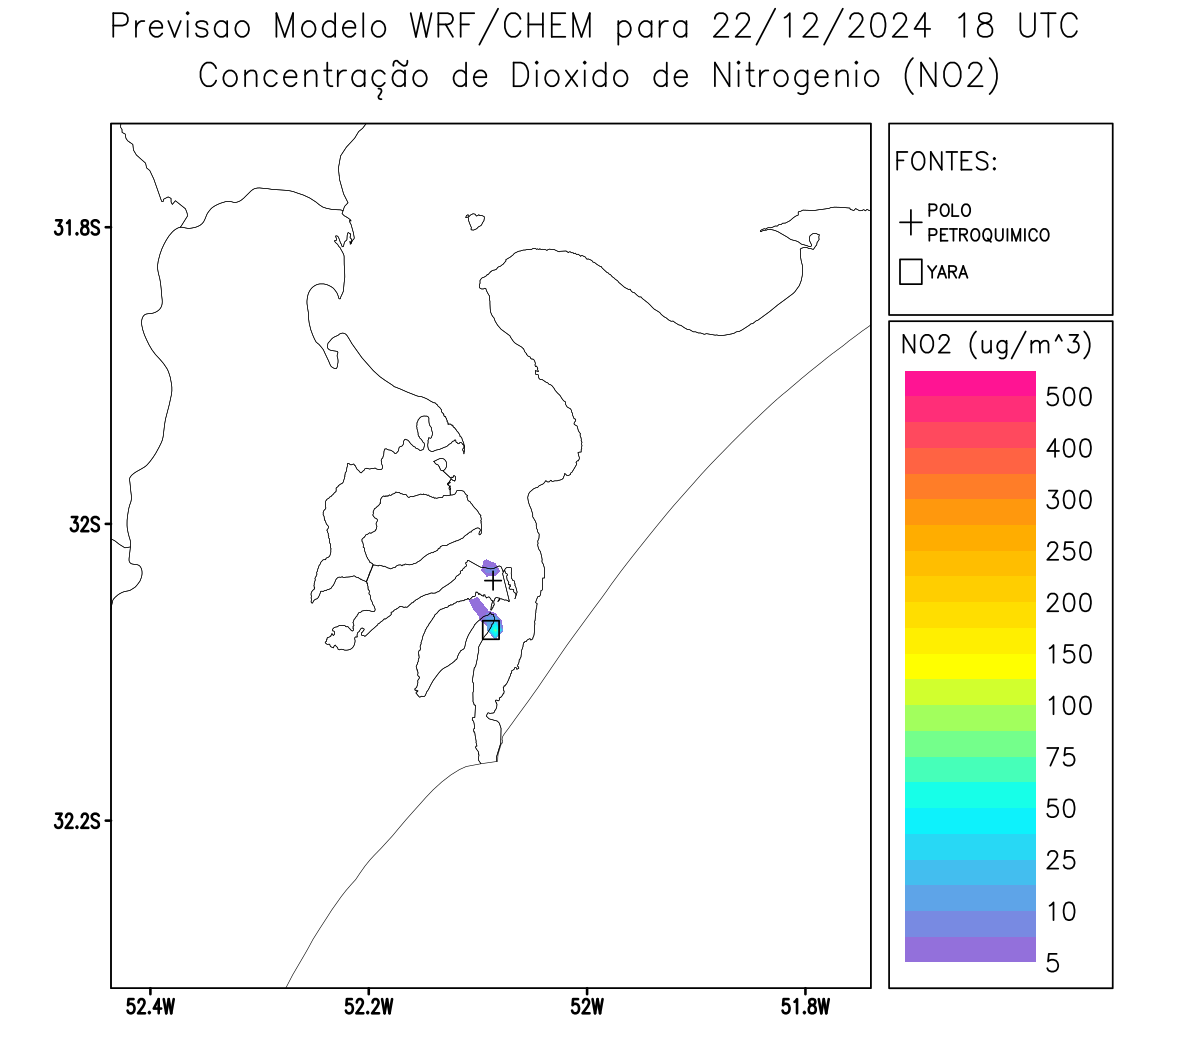 Previsao Modelo WRF/CHEM para 22/12/2024 18 UTC
Concentração de Dioxido de Nitrogenio (NO2)
FONTES:
POLO
PETROQUIMICO
YARA
31.8S
32S
32.2S
52.4W
52.2W
52W
51.8W
NO2 (ug/m^3)
500
400
300
250
200
150
100
75
50
25
10
5